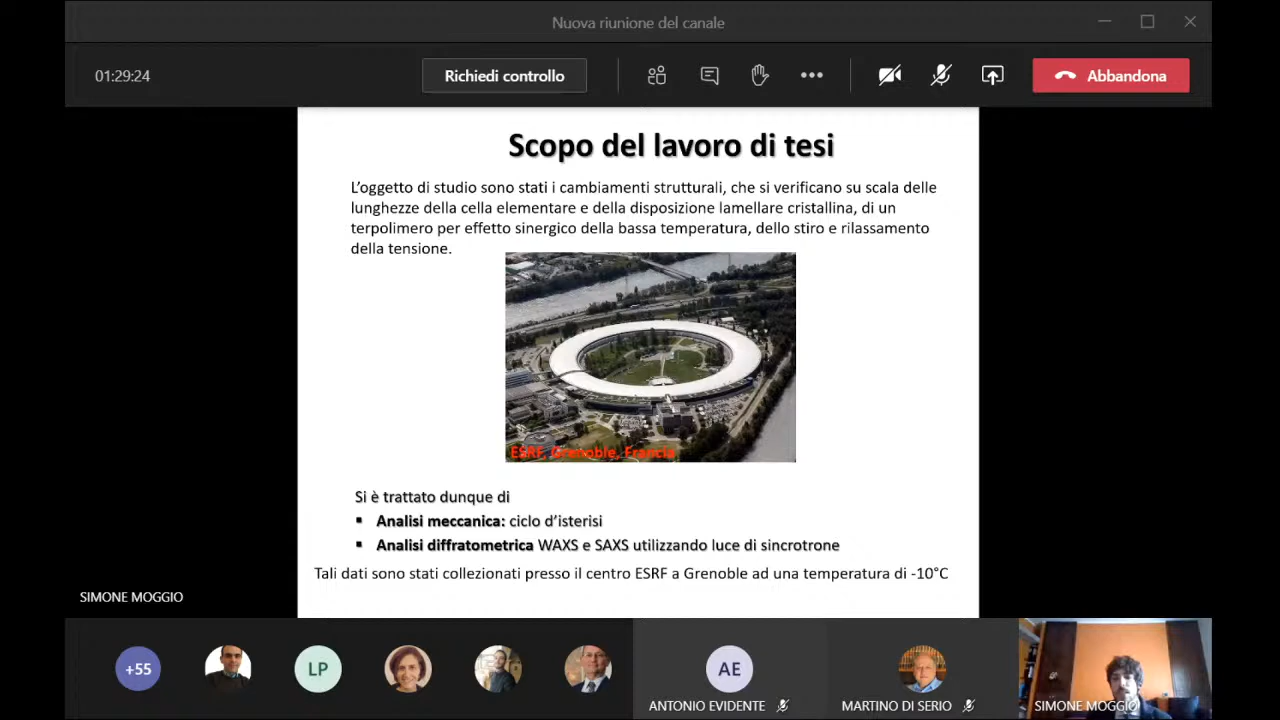 Nuova riunione del canale
01:29:24
Richiedi controllo
Abbandona
Scopo del lavoro di tesi
L'oggetto di studio sono stati i cambiamenti strutturali, che si verificano su scala delle
lunghezze della cella elementare e della disposizione lamellare cristallina, di un
terpolimero per effetto sinergico della bassa temperatura, dello stiro e rilassamento
della tensione.
ESRF, Grenoble, Francia
Si è trattato dunque di
▪ Analisi meccanica: ciclo d'isterisi
▪ Analisi diffratometrica WAXS e SAXS utilizzando luce di sincrotrone
Tali dati sono stati collezionati presso il centro ESRF a Grenoble ad una temperatura di -10°C
SIMONE MOGGIO
+55
LP
AE
ANTONIO EVIDENTE
MARTINO DI SERIO
SIMONE MOGGIO